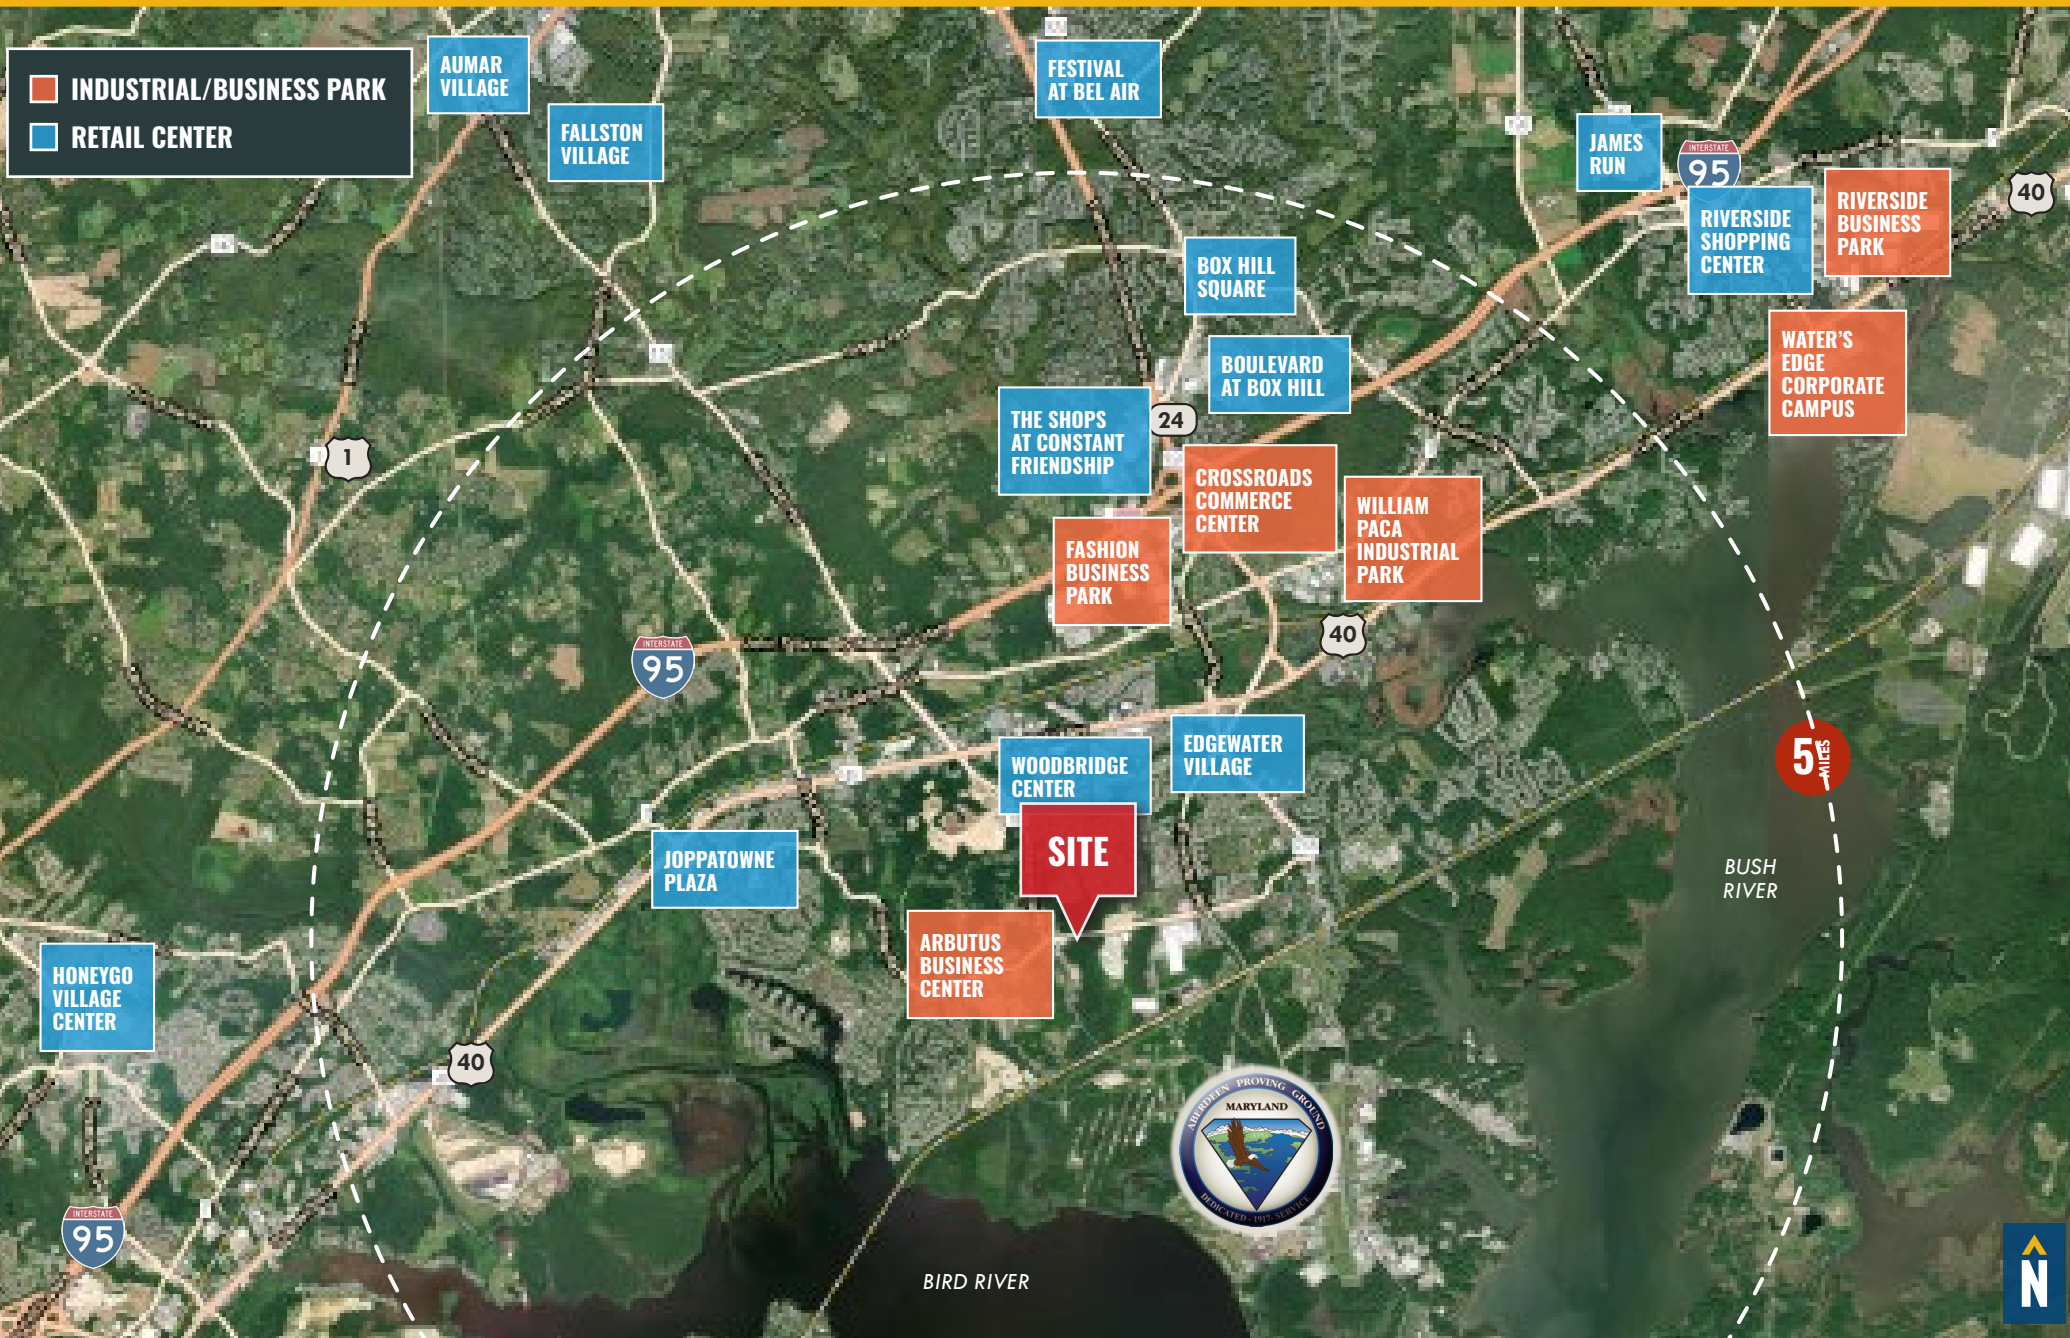 INDUSTRIAL/BUSINESS PARK
RETAIL CENTER
AUMAR
VILLAGE
FALLSTON
VILLAGE
FESTIVAL
AT BEL AIR
JAMES
RUN
INTERSTATE
95
RIVERSIDE
SHOPPING
CENTER
RIVERSIDE
BUSINESS
PARK
40
BOX HILL
SQUARE
BOULEVARD
AT BOX HILL
WATER'S
EDGE
CORPORATE
CAMPUS
THE SHOPS
AT CONSTANT
FRIENDSHIP
24
1
CROSSROADS
COMMERCE
CENTER
WILLIAM
PACA
INDUSTRIAL
PARK
FASHION
BUSINESS
PARK
40
INTERSTATE
95
WOODBRIDGE
CENTER
EDGEWATER
VILLAGE
5 MILES
SITE
JOPPATOWNE
PLAZA
BUSH
RIVER
ARBUTUS
BUSINESS
CENTER
HONEYGO
VILLAGE
CENTER
40
ABERDEEN PROVING GROUND
MARYLAND
DEDICATED - 1917 - SERVICE
INTERSTATE
95
BIRD RIVER
N